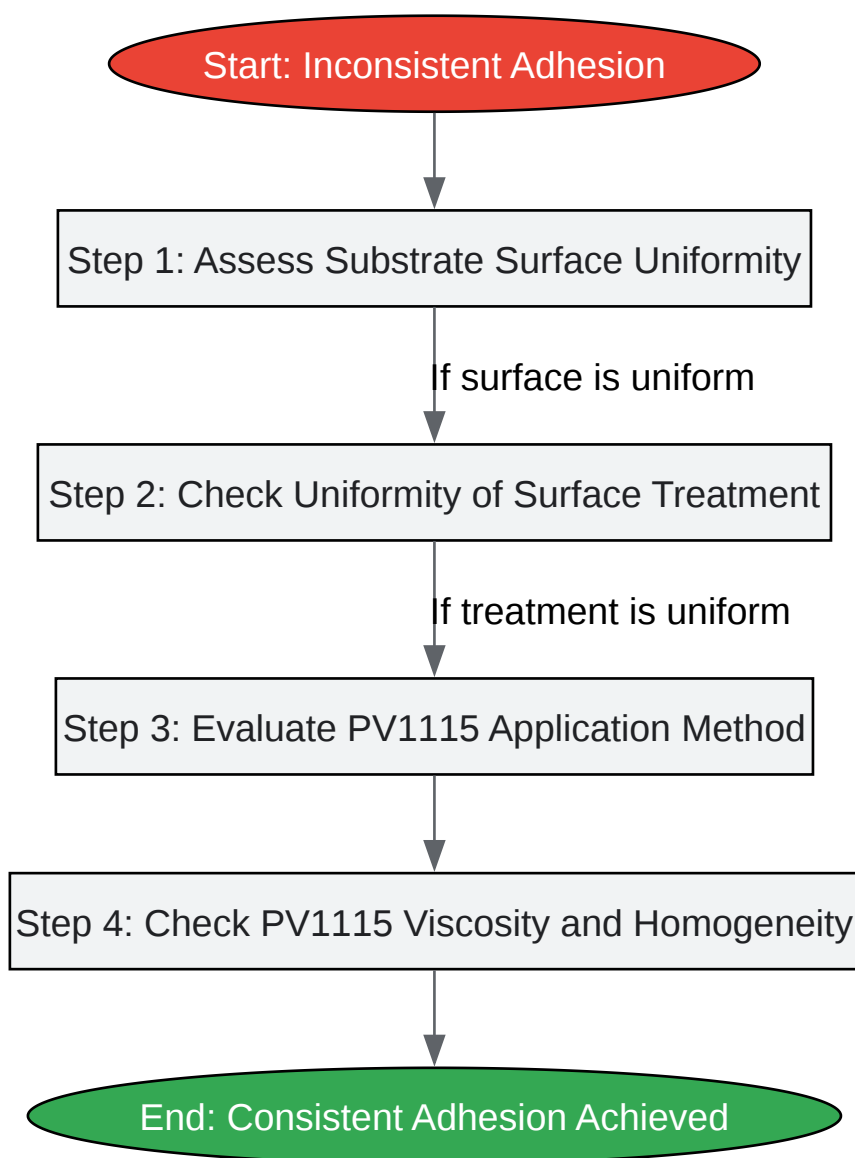 Start: Inconsistent Adhesion
Step 1: Assess Substrate Surface Uniformity
If surface is uniform
Step 2: Check Uniformity of Surface Treatment
If treatment is uniform
Step 3: Evaluate PV1115 Application Method
Step 4: Check PV1115 Viscosity and Homogeneity
End: Consistent Adhesion Achieved